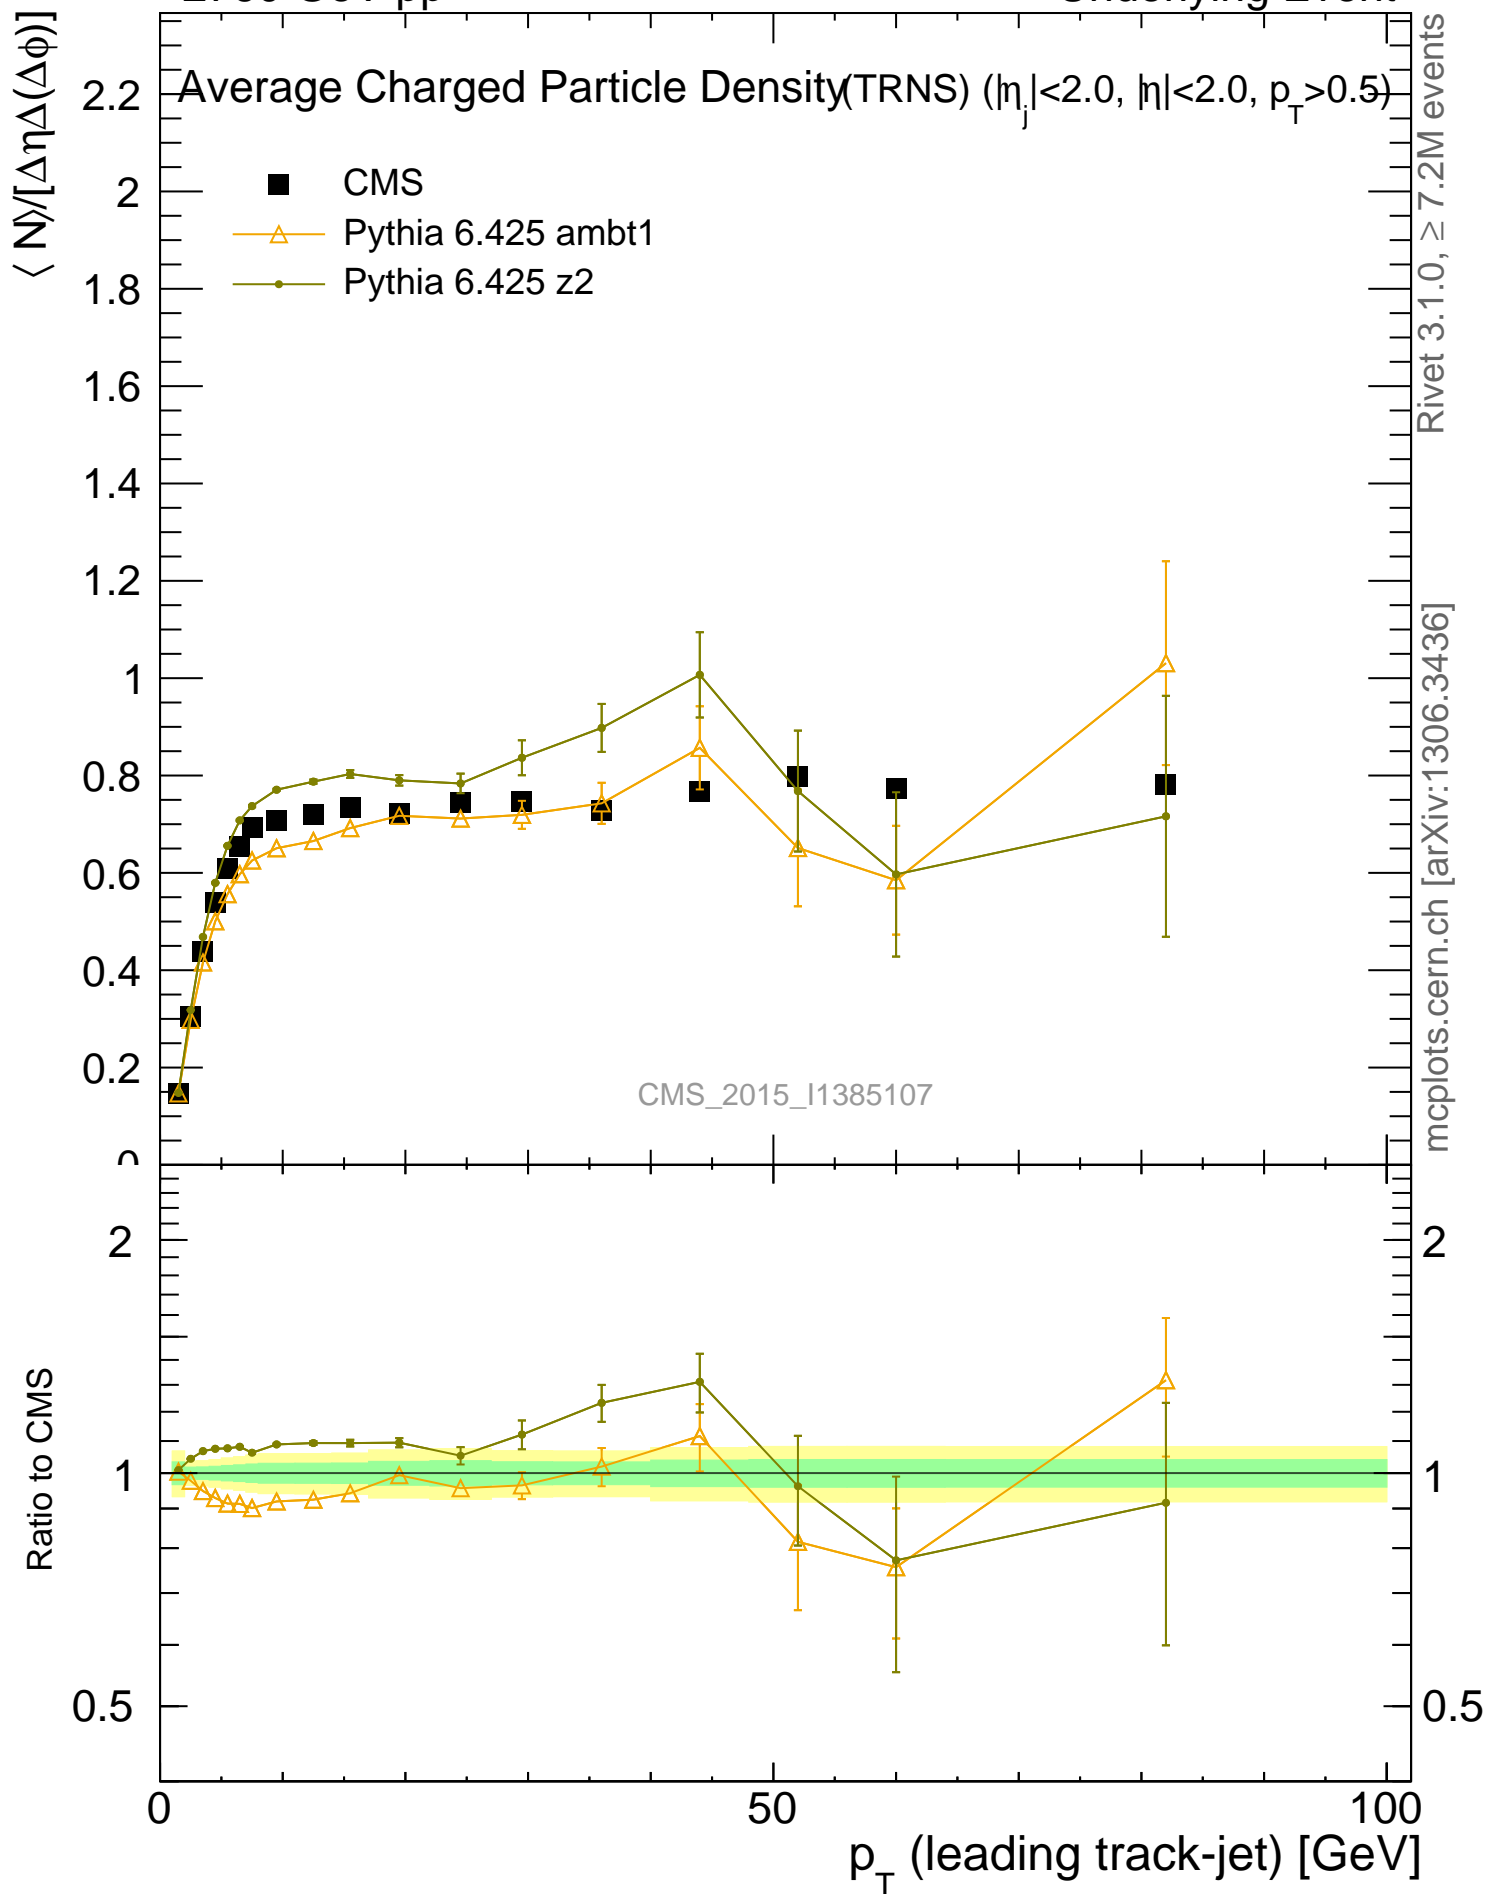 ⟨ N⟩/[ΔηΔ(Δϕ)]
Average Charged Particle Density(TRNS) (|η_j|<2.0, |η|<2.0, p_T>0.5)
CMS
Pythia 6.425 ambt1
Pythia 6.425 z2
2.2
2
1.8
1.6
1.4
1.2
1
0.8
0.6
0.4
0.2
CMS_2015_I1385107
Rivet 3.1.0, ≥ 7.2M events
mcplots.cern.ch [arXiv:1306.3436]
Ratio to CMS
2
1
0.5
2
1
0.5
0
50
100
p_T (leading track-jet) [GeV]